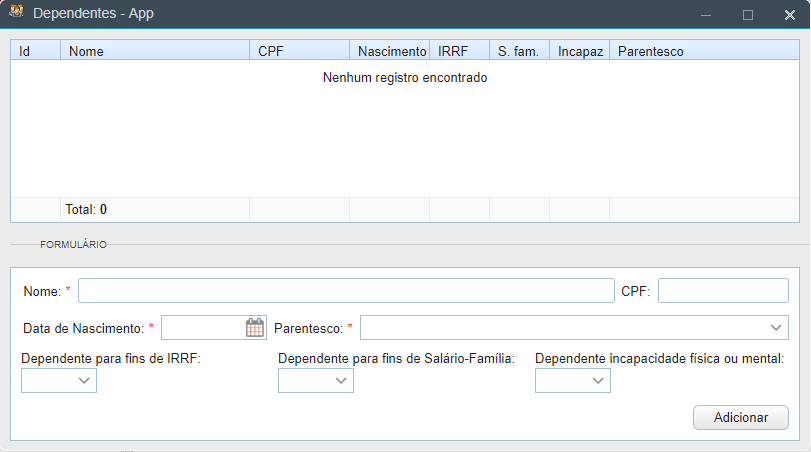 Dependentes - App
Id Nome CPF Nascimento IRRF S. fam. Incapaz Parentesco
Nenhum registro encontrado
Total: 0
FORMULÁRIO
Nome: * CPF:
Data de Nascimento: * Parentesco: *
Dependente para fins de IRRF: Dependente para fins de Salário-Família: Dependente incapacidade física ou mental:
Adicionar